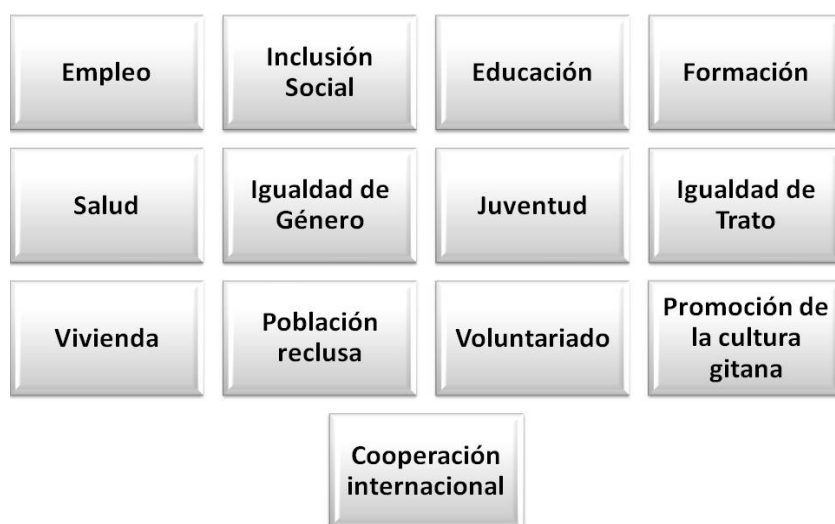 Empleo
Inclusión
Social
Educación
Formación
Salud
Igualdad de
Género
Juventud
Igualdad de
Trato
Vivienda
Población
reclusa
Voluntariado
Promoción de
la cultura
gitana
Cooperación
internacional